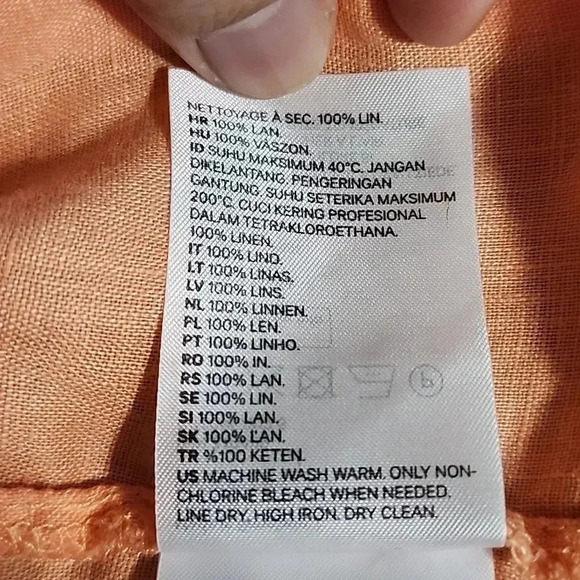 NETTOYAGE À SEC. 100% LIN.
HR 100% LAN.
HU 100% VÁSZON.
ID SUHU MAKSIMUM 40°C. JANGAN
DIKELANTANG. PENGERINGAN
GANTUNG. SUHU SETERIKA MAKSIMUM
200°C. CUCI KERING PROFESIONAL
DALAM TETRAKLOROETHANA.
100% LINEN.
IT 100% LINO.
LT 100% LINAS.
LV 100% LINS.
NL 100% LINNEN.
PL 100% LEN.
PT 100% LINHO.
RO 100% IN.
RS 100% LAN.
SE 100% LIN.
SI 100% LAN.
SK 100% ĽAN.
TR %100 KETEN.
US MACHINE WASH WARM. ONLY NON-
CHLORINE BLEACH WHEN NEEDED.
LINE DRY. HIGH IRON. DRY CLEAN.